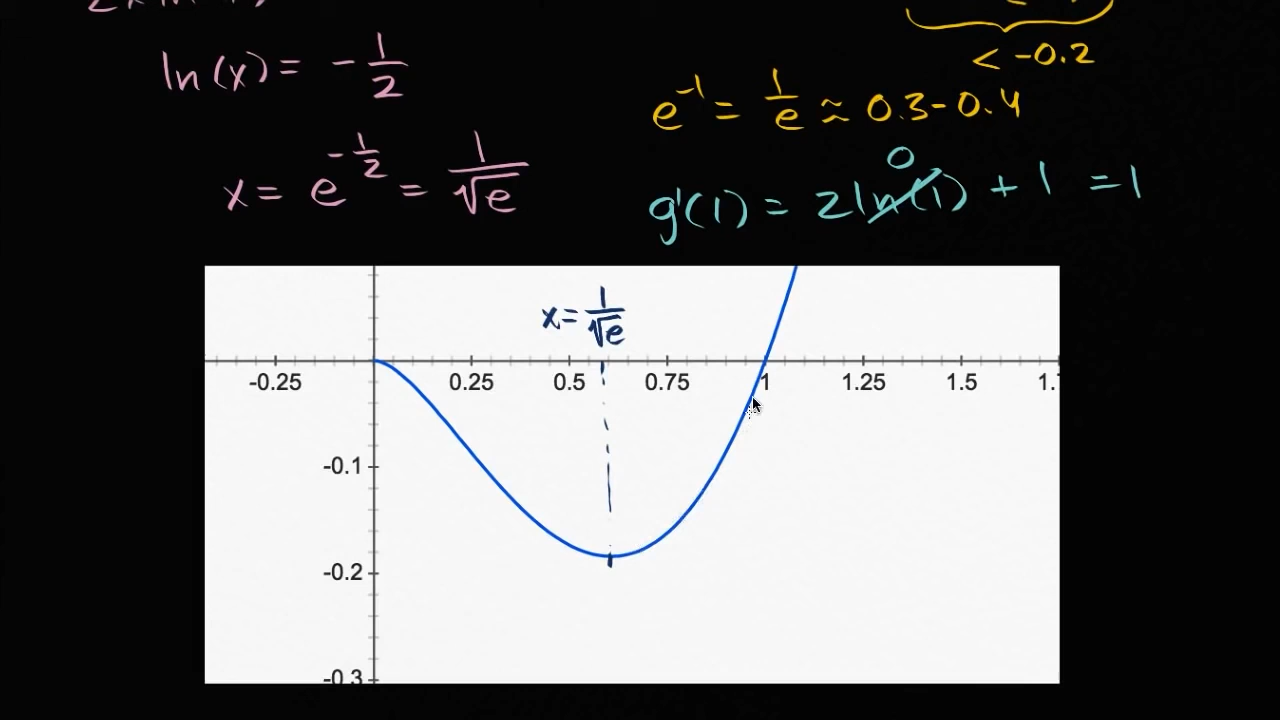 ln(x) = -1/2
x = e^(-1/2) = 1/√e
< -0.2
e^(-1) = 1/e ≈ 0.3-0.4
g'(1) = 2ln(1) + 1 = 1
0
x = 1/√e
-0.25 0.25 0.5 0.75 1 1.25 1.5
-0.1
-0.2
-0.3